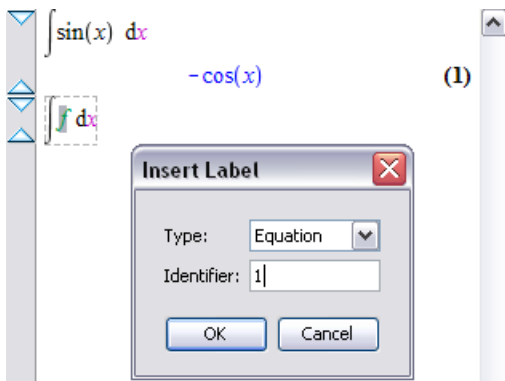 ∫sin(x) dx
-cos(x) (1)
∫f dx
Insert Label
Type: Equation
Identifier: 1
OK Cancel